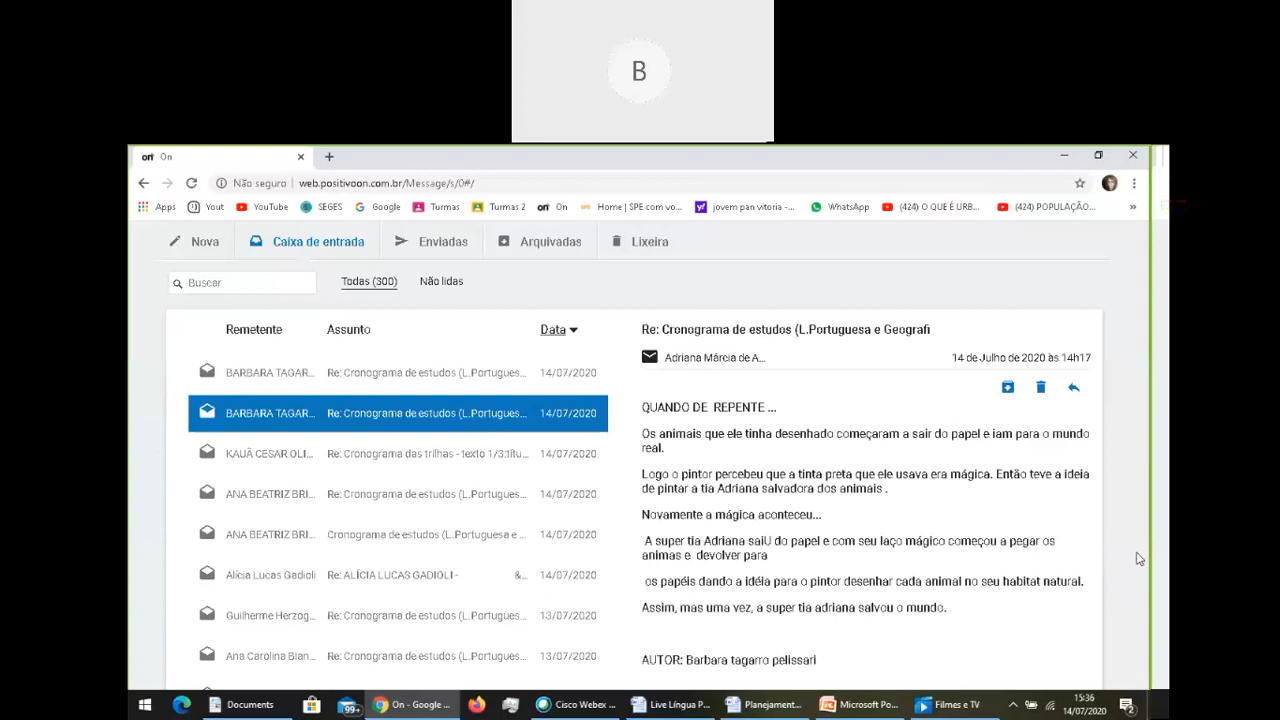 B
on On
Não seguro web.positivoon.com.br/Message/s/0#/
Apps Yout YouTube SEGES Google Turmas Turmas 2 on On Home | SPE com vo... jovem pan vitoria -... WhatsApp (424) O QUE É URB... (424) POPULAÇÃO... »
Nova Caixa de entrada Enviadas Arquivadas Lixeira
Buscar Todas (300) Não lidas
Remetente Assunto Data
BARBARA TAGAR... Re: Cronograma de estudos (L.Portugues... 14/07/2020
BARBARA TAGAR... Re: Cronograma de estudos (L.Portugues... 14/07/2020
KAUÃ CESAR OLI... Re: Cronograma das trilhas - texto 1/3:títu... 14/07/2020
ANA BEATRIZ BRI... Re: Cronograma de estudos (L.Portugues... 14/07/2020
ANA BEATRIZ BRI... Cronograma de estudos (L.Portuguesa e ... 14/07/2020
Alícia Lucas Gadioli Re: ALÍCIA LUCAS GADIOLI - &... 14/07/2020
Guilherme Herzog... Re: Cronograma de estudos (L.Portugues... 13/07/2020
Ana Carolina Bian... Re: Cronograma de estudos (L.Portugues... 13/07/2020
Re: Cronograma de estudos (L.Portuguesa e Geografi
Adriana Márcia de A... 14 de Julho de 2020 às 14h17
QUANDO DE REPENTE ...
Os animais que ele tinha desenhado começaram a sair do papel e iam para o mundo
real.
Logo o pintor percebeu que a tinta preta que ele usava era mágica. Então teve a ideia
de pintar a tia Adriana salvadora dos animais .
Novamente a mágica aconteceu...
A super tia Adriana saiU do papel e com seu laço mágico começou a pegar os
animas e devolver para
os papéis dando a idéia para o pintor desenhar cada animal no seu habitat natural.
Assim, mas uma vez, a super tia adriana salvou o mundo.
AUTOR: Barbara tagarro pelissari
Documents 99+ On - Google ... Cisco Webex ... Live Língua P... Planejament... Microsoft Po... Filmes e TV 15:36
14/07/2020 2